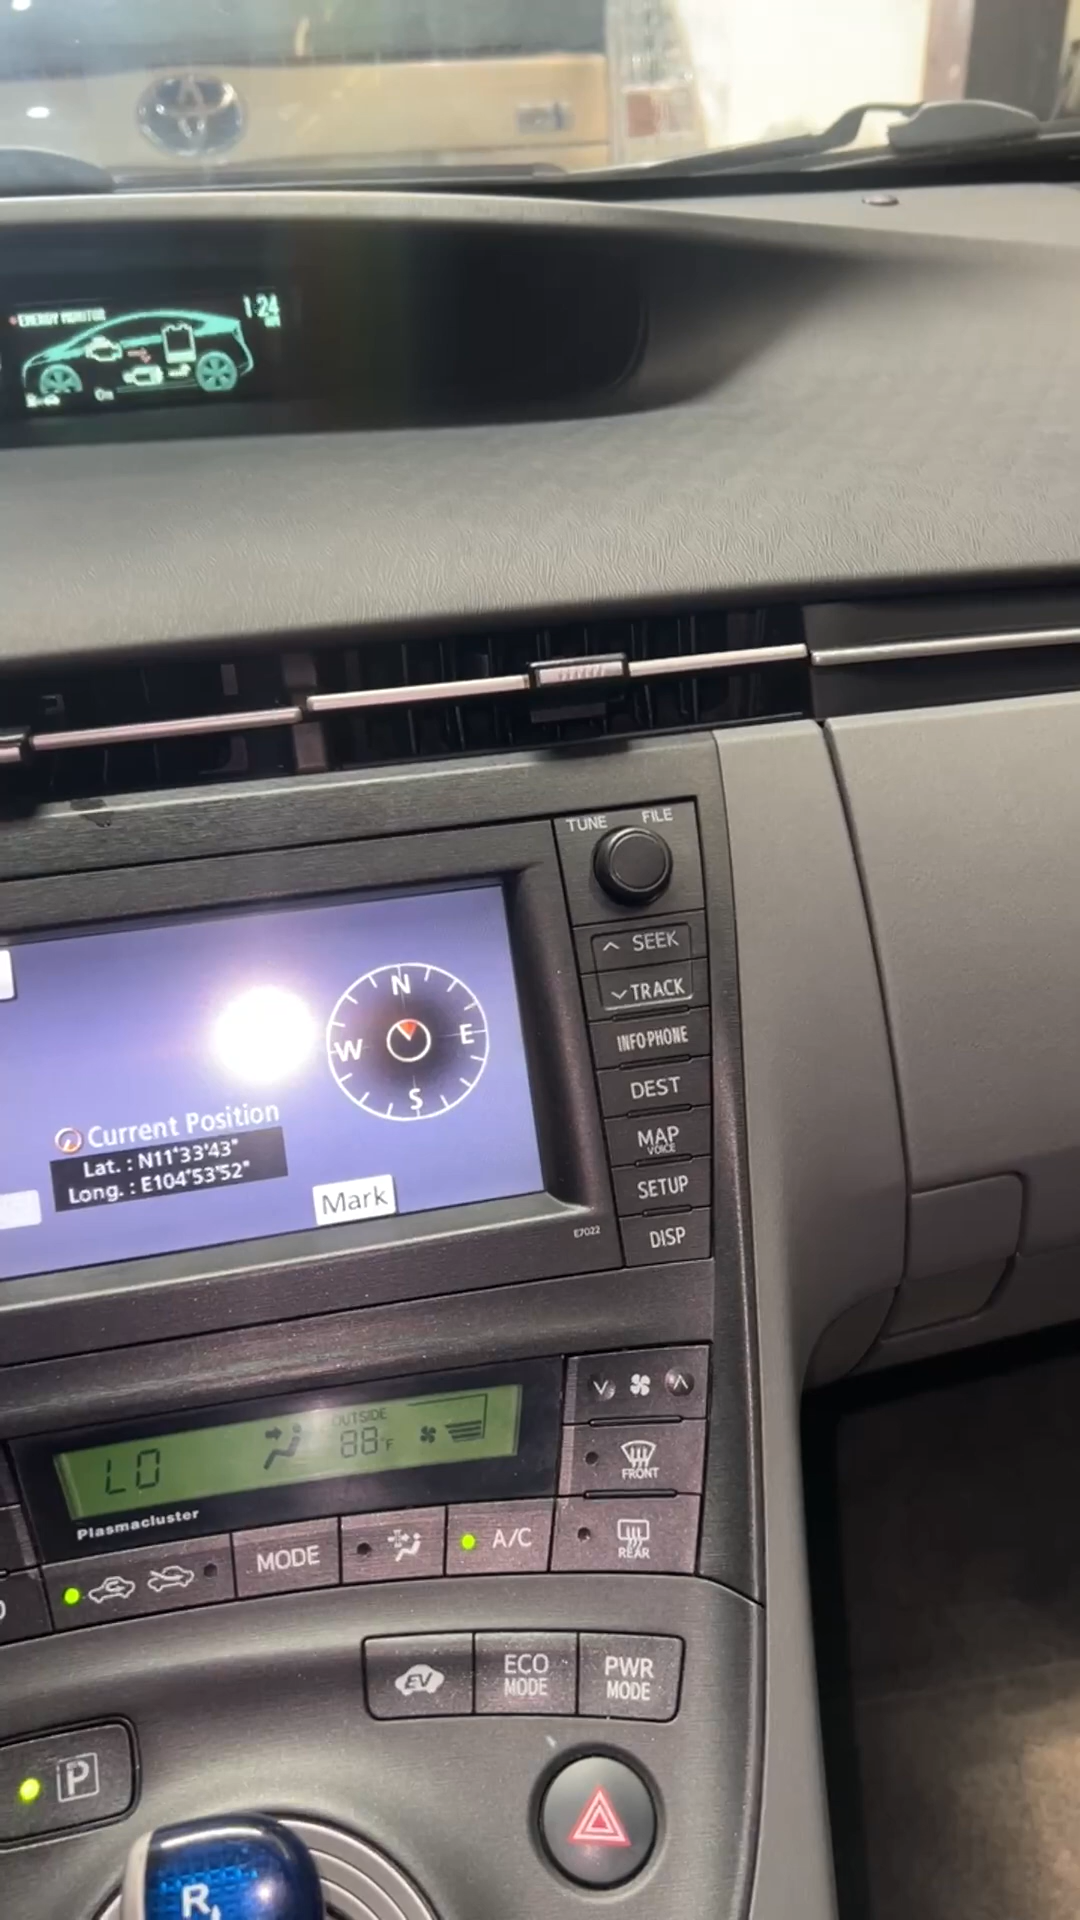 ENERGY MONITOR
1:24
On
TUNE
FILE
SEEK
TRACK
INFO·PHONE
DEST
MAP
VOICE
SETUP
DISP
N
W
E
S
Current Position
Lat. : N11°33'43"
Long. : E104°53'52"
Mark
E7022
OUTSIDE
LO
88°F
Plasmacluster
FRONT
MODE
A/C
REAR
EV
ECO
MODE
PWR
MODE
P
R